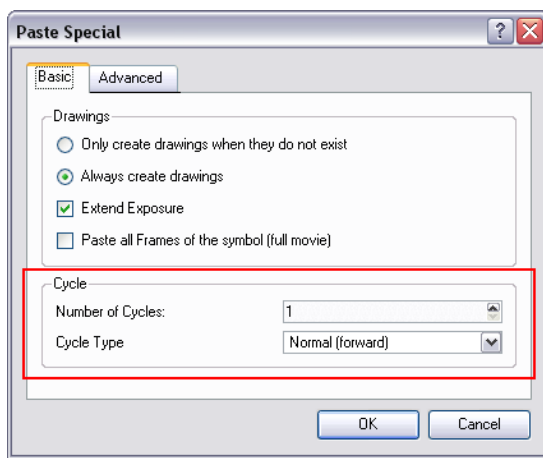 Paste Special
Basic Advanced
Drawings
Only create drawings when they do not exist
Always create drawings
Extend Exposure
Paste all Frames of the symbol (full movie)
Cycle
Number of Cycles: 1
Cycle Type Normal (forward)
OK Cancel